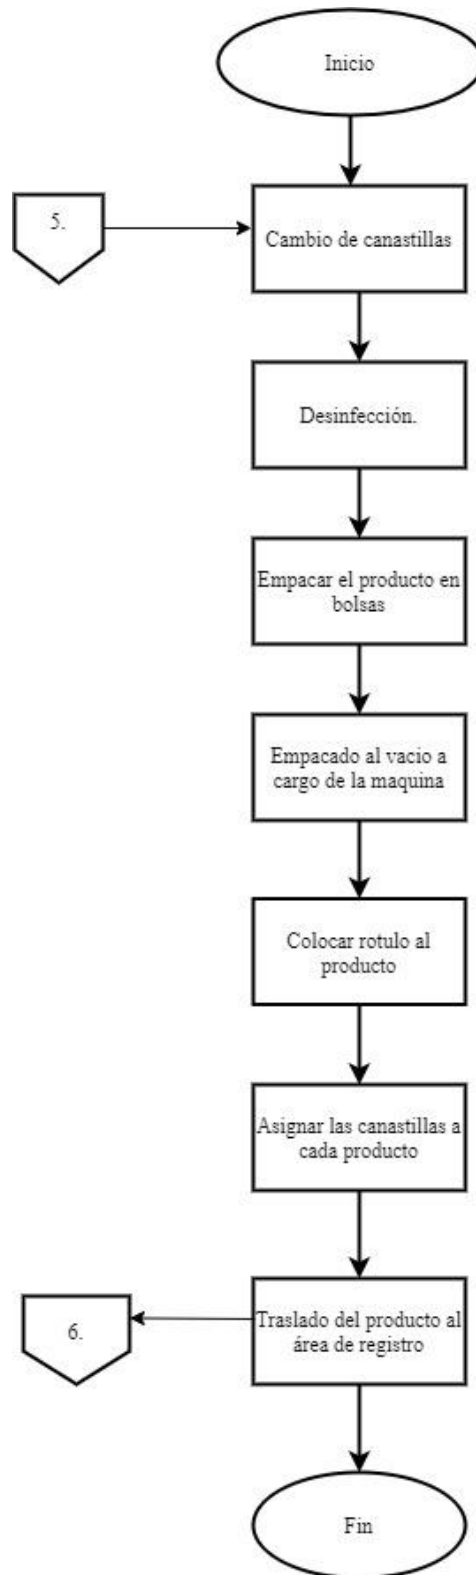 Inicio
5.
Cambio de canastillas
Desinfección.
Empacar el producto en
bolsas
Empacado al vacio a
cargo de la maquina
Colocar rotulo al
producto
Asignar las canastillas a
cada producto
Traslado del producto al
área de registro
6.
Fin